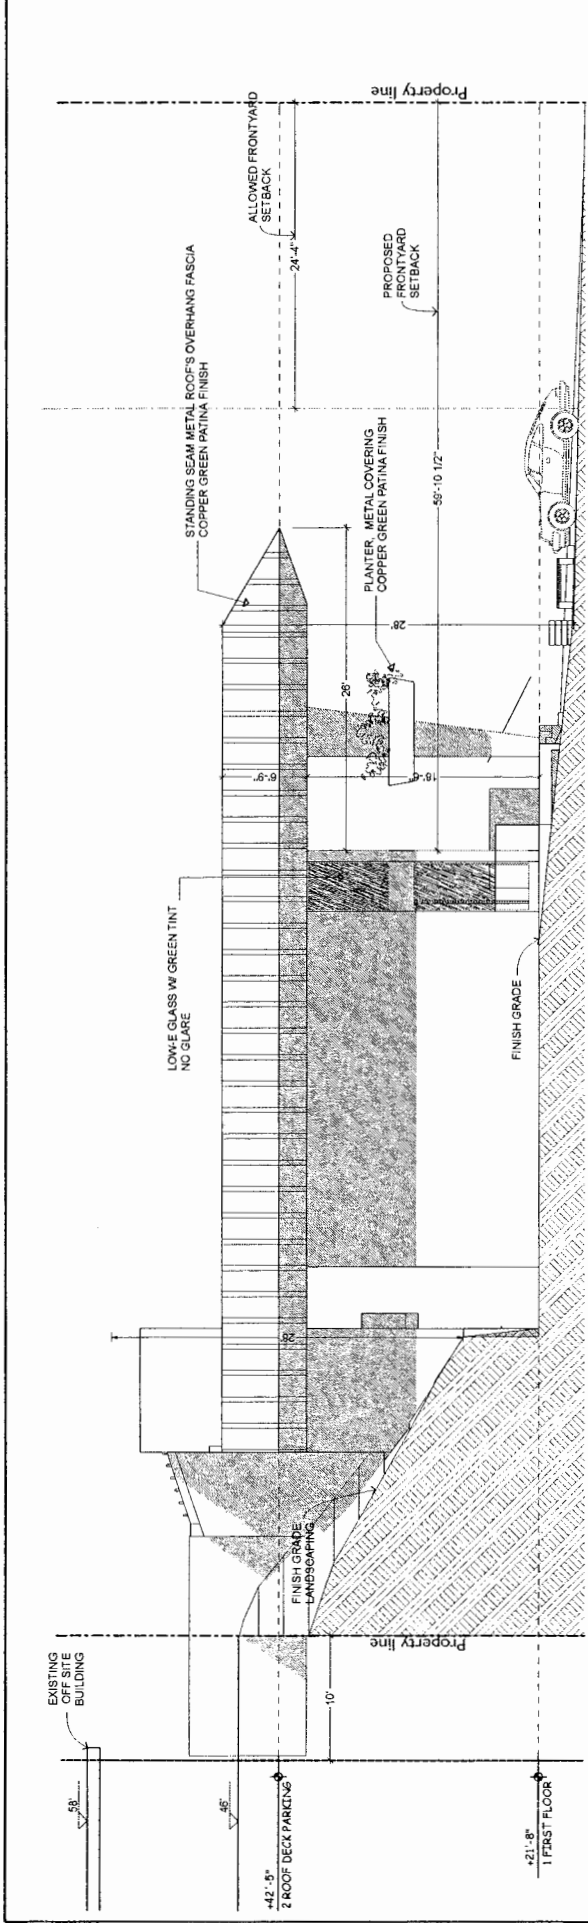 Property line
ALLOWED FRONTYARD
SETBACK
24'-4"
STANDING SEAM METAL ROOF'S OVERHANG FASCIA
COPPER GREEN PATINA FINISH
PROPOSED
FRONTYARD
SETBACK
PLANTER, METAL COVERING
COPPER GREEN PATINA FINISH
59'-10 1/2"
28'
26'
6'-9"
LOW-E GLASS W/ GREEN TINT
NO GLARE
FINISH GRADE
FINISH GRADE
LANDSCAPING
Property line
10'
EXISTING
OFF SITE
BUILDING
58'
46'
+42'-5"
2 ROOF DECK PARKING
+21'-8"
1 FIRST FLOOR